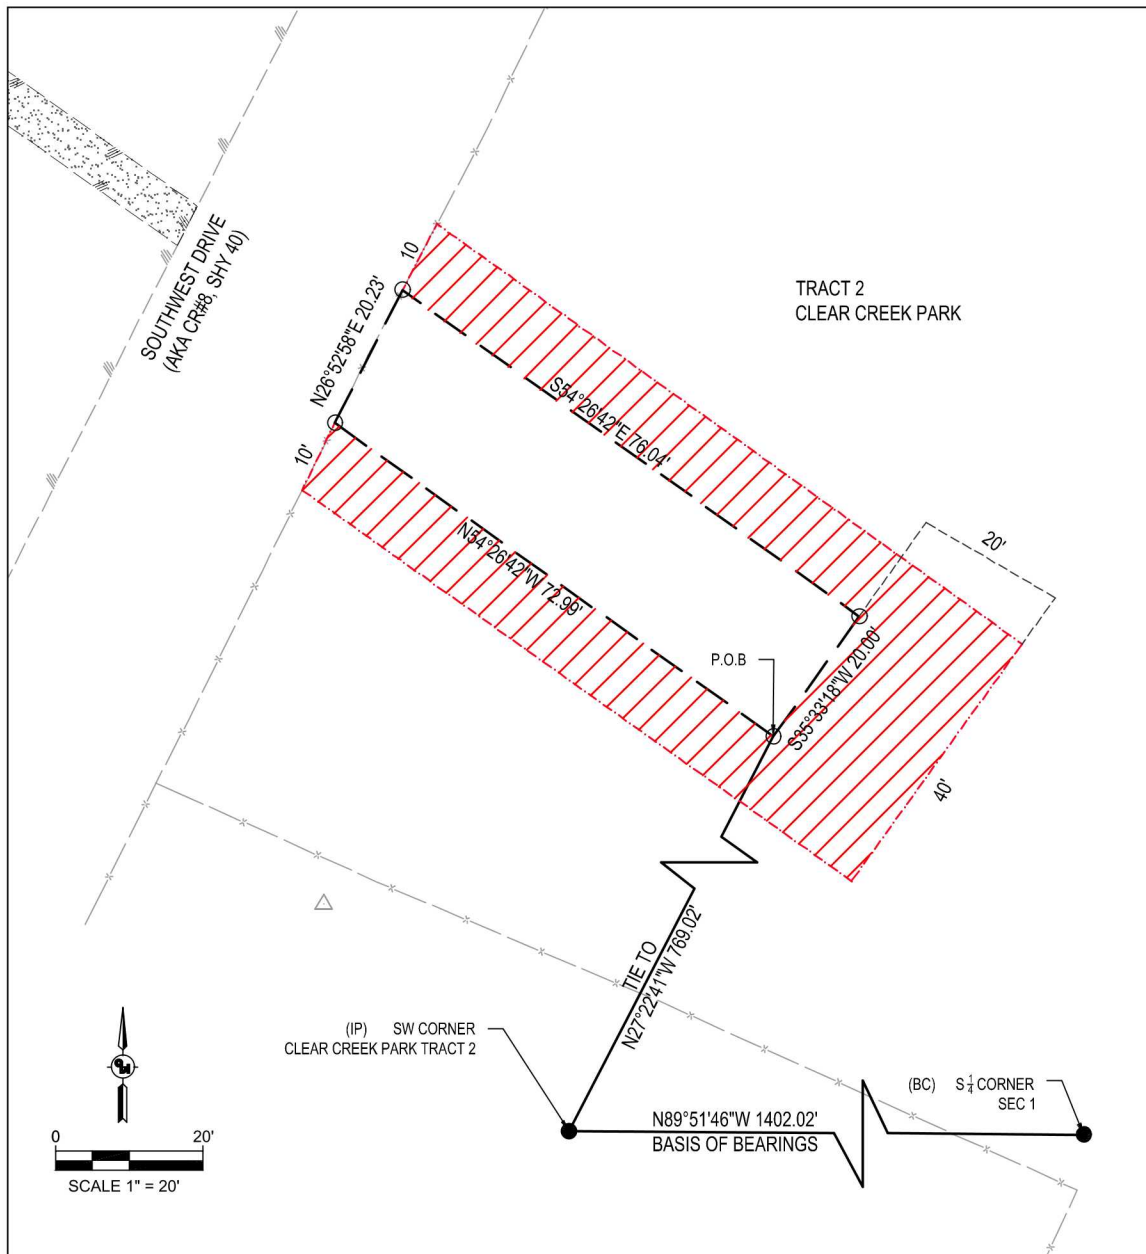 SOUTHWEST DRIVE
(AKA CR#8, SHY 40)
10
N26°52'58"E 20.23'
10'
TRACT 2
CLEAR CREEK PARK
S54°26'42"E 76.04'
N54°26'42"W 72.99'
20'
P.O.B
S35°33'18"W 20.00'
40'
TIE TO
N27°22'41"W 769.02'
(IP) SW CORNER
CLEAR CREEK PARK TRACT 2
(BC) S 1/4 CORNER
SEC 1
N89°51'46"W 1402.02'
BASIS OF BEARINGS
0 20'
SCALE 1" = 20'